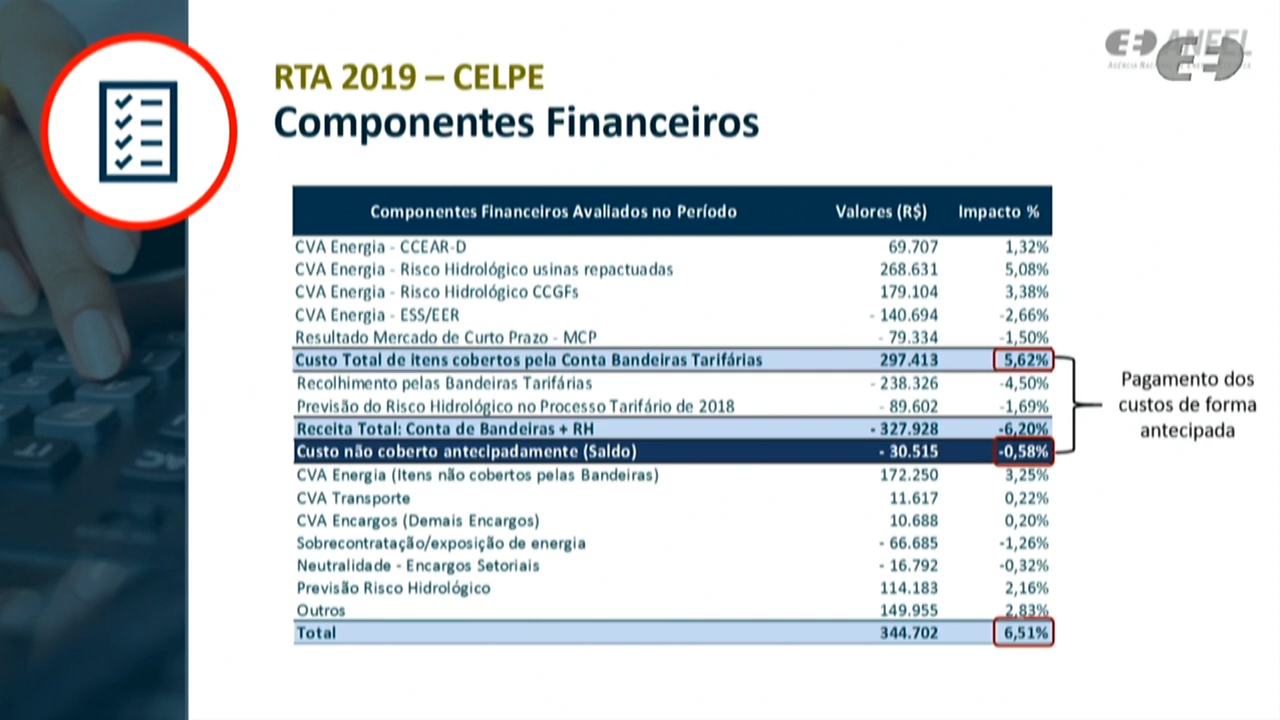 RTA 2019 – CELPE
Componentes Financeiros
ANEEL
Componentes Financeiros Avaliados no Período Valores (R$) Impacto %
CVA Energia - CCEAR-D 69.707 1,32%
CVA Energia - Risco Hidrológico usinas repactuadas 268.631 5,08%
CVA Energia - Risco Hidrológico CCGFs 179.104 3,38%
CVA Energia - ESS/EER - 140.694 -2,66%
Resultado Mercado de Curto Prazo - MCP - 79.334 -1,50%
Custo Total de itens cobertos pela Conta Bandeiras Tarifárias 297.413 5,62%
Recolhimento pelas Bandeiras Tarifárias - 238.326 -4,50%
Previsão do Risco Hidrológico no Processo Tarifário de 2018 - 89.602 -1,69%
Receita Total: Conta de Bandeiras + RH - 327.928 -6,20%
Custo não coberto antecipadamente (Saldo) - 30.515 -0,58%
CVA Energia (Itens não cobertos pelas Bandeiras) 172.250 3,25%
CVA Transporte 11.617 0,22%
CVA Encargos (Demais Encargos) 10.688 0,20%
Sobrecontratação/exposição de energia - 66.685 -1,26%
Neutralidade - Encargos Setoriais - 16.792 -0,32%
Previsão Risco Hidrológico 114.183 2,16%
Outros 149.955 2,83%
Total 344.702 6,51%
Pagamento dos
custos de forma
antecipada